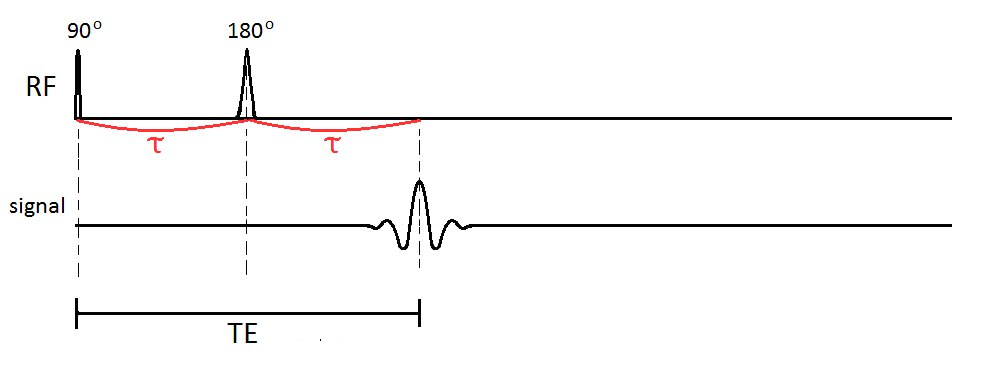 90° 180°
RF
τ τ
signal
TE